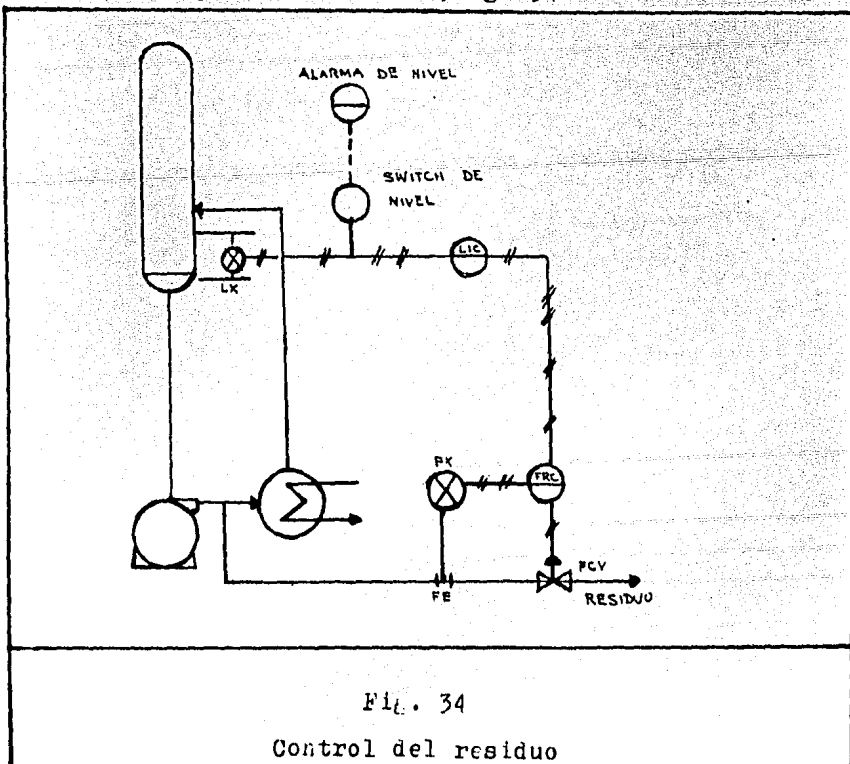 ALARMA DE NIVEL
SWITCH DE
NIVEL
LIC
LX
PX
FRC
FCV
FE
RESIDUO
Fig. 34
Control del residuo